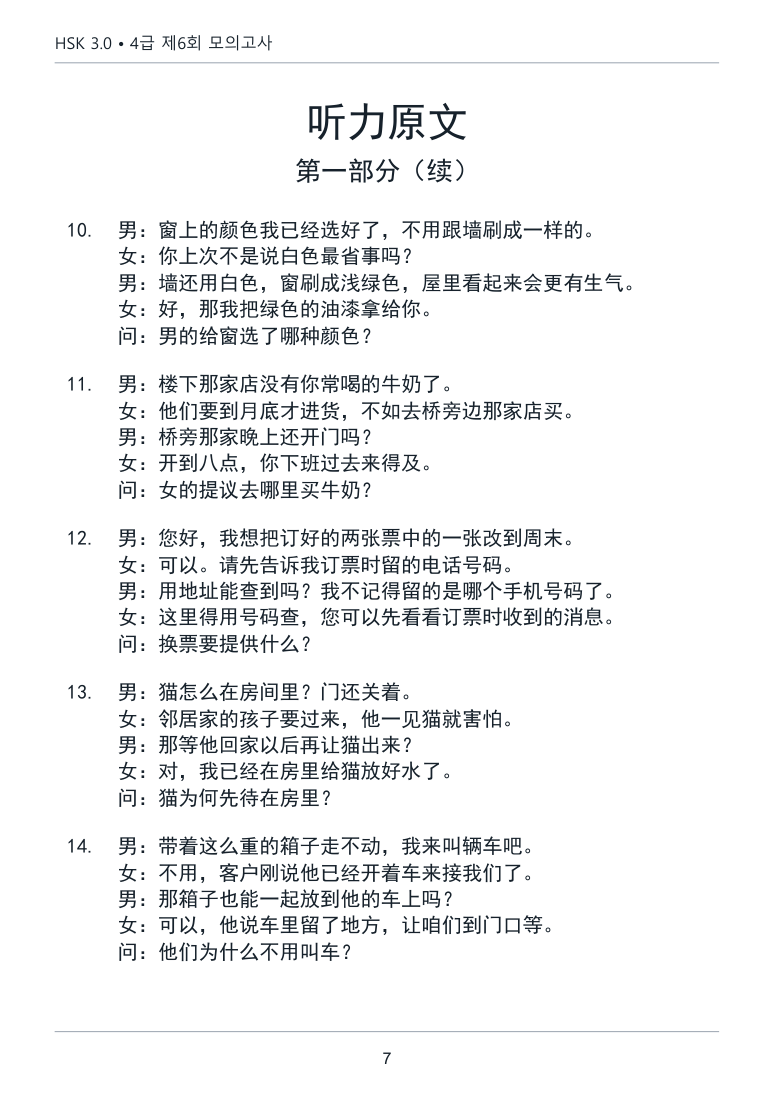 HSK 3.0 • 4급 제6회 모의고사
听力原文
第一部分（续）
10. 男：窗上的颜色我已经选好了，不用跟墙刷成一样的。
女：你上次不是说白色最省事吗？
男：墙还用白色，窗刷成浅绿色，屋里看起来会更有生气。
女：好，那我把绿色的油漆拿给你。
问：男的给窗选了哪种颜色？
11. 男：楼下那家店没有你常喝的牛奶了。
女：他们要到月底才进货，不如去桥旁边那家店买。
男：桥旁那家晚上还开门吗？
女：开到八点，你下班过去来得及。
问：女的提议去哪里买牛奶？
12. 男：您好，我想把订好的两张票中的一张改到周末。
女：可以。请先告诉我订票时留的电话号码。
男：用地址能查到吗？我不记得留的是哪个手机号码了。
女：这里得用号码查，您可以先看看订票时收到的消息。
问：换票要提供什么？
13. 男：猫怎么在房间里？门还关着。
女：邻居家的孩子要过来，他一见猫就害怕。
男：那等他回家以后再让猫出来？
女：对，我已经在房里给猫放好水了。
问：猫为何先待在房里？
14. 男：带着这么重的箱子走不动，我来叫辆车吧。
女：不用，客户刚说他已经开着车来接我们了。
男：那箱子也能一起放到他的车上吗？
女：可以，他说车里留了地方，让咱们到门口等。
问：他们为什么不用叫车？
7